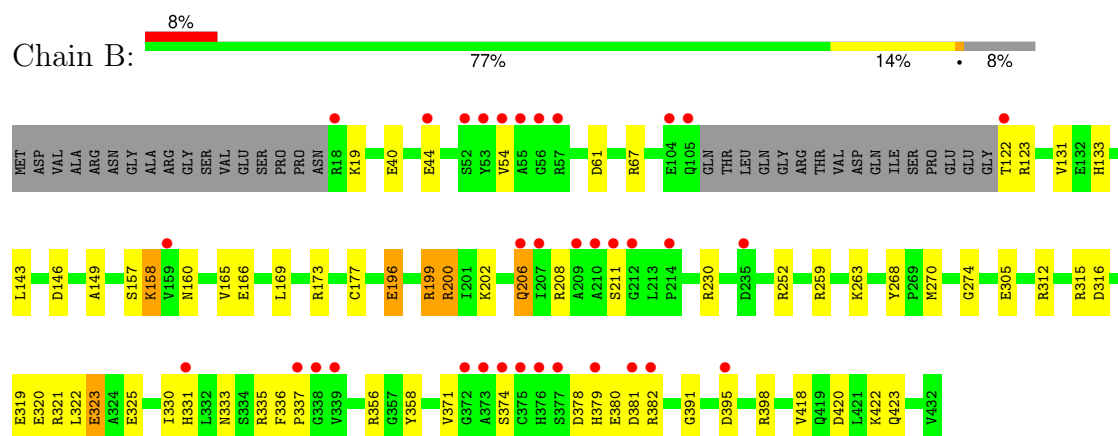 8%
Chain B:
77% 14% • 8%
MET ASP VAL ALA ARG ASN GLY ALA ARG GLY SER VAL GLU SER PRO PRO ASN R18 K19 E40 E44 S52 Y53 V54 A55 G56 R57 D61 R67 E104 Q105 GLN THR LEU GLN GLY ARG THR VAL ASP GLN ILE SER PRO GLU GLU GLY T122 R123 V131 E132 H133
L143 D146 A149 S157 K158 V159 N160 V165 E166 L169 R173 C177 E196 R199 R200 I201 K202 Q206 I207 R208 A209 A210 S211 G212 L213 P214 R230 D235 R252 R259 K263 Y268 P269 M270 G274 E305 R312 R315 D316
E319 E320 R321 L322 E323 A324 E325 I330 H331 L332 N333 S334 R335 F336 P337 G338 V339 R356 G357 Y358 V371 G372 A373 S374 C375 H376 S377 D378 H379 E380 D381 R382 G391 D395 R398 V418 Q419 D420 L421 K422 Q423 V432